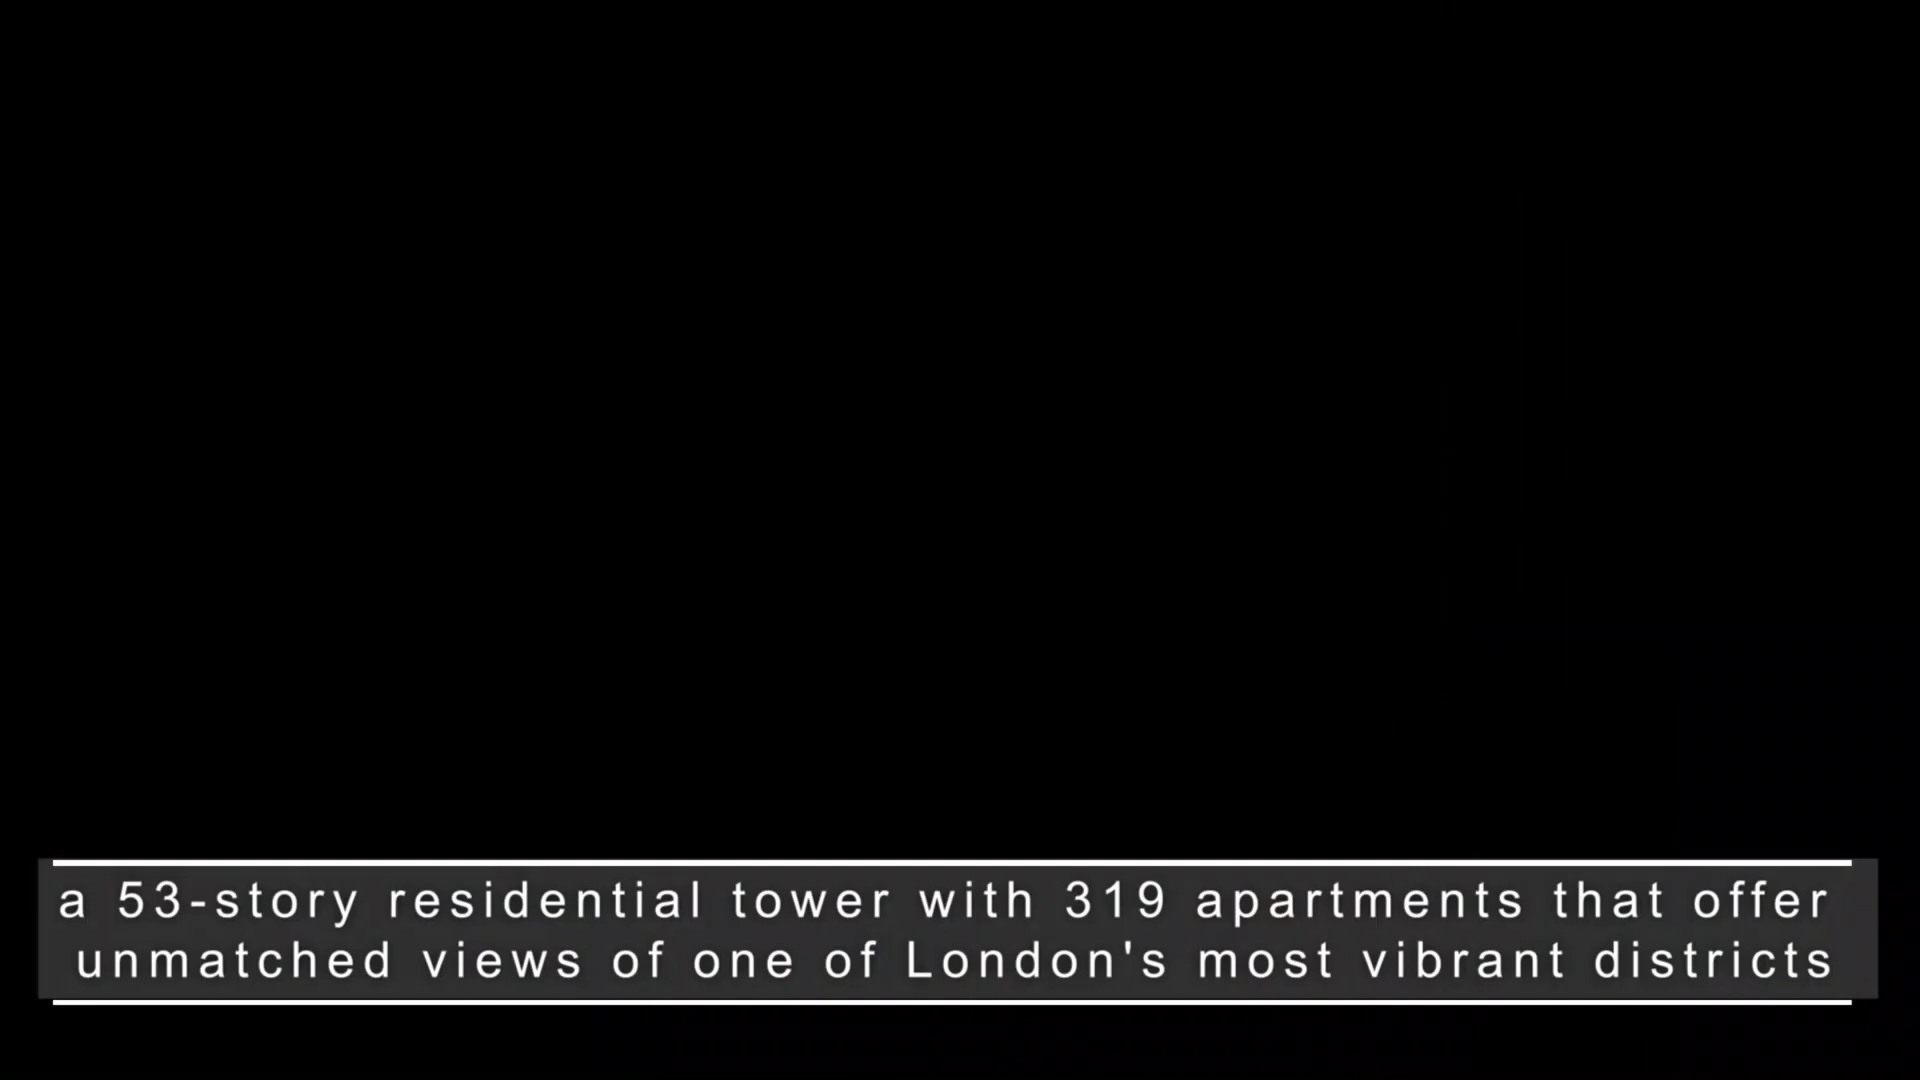 a 53-story residential tower with 319 apartments that offer
unmatched views of one of London's most vibrant districts